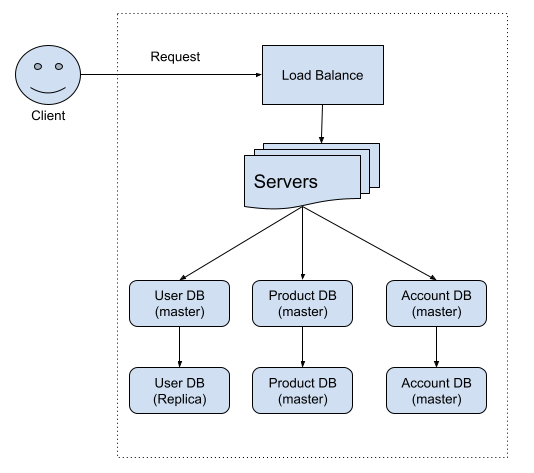 Request
Load Balance
Client
Servers
User DB
(master)
Product DB
(master)
Account DB
(master)
User DB
(Replica)
Product DB
(master)
Account DB
(master)